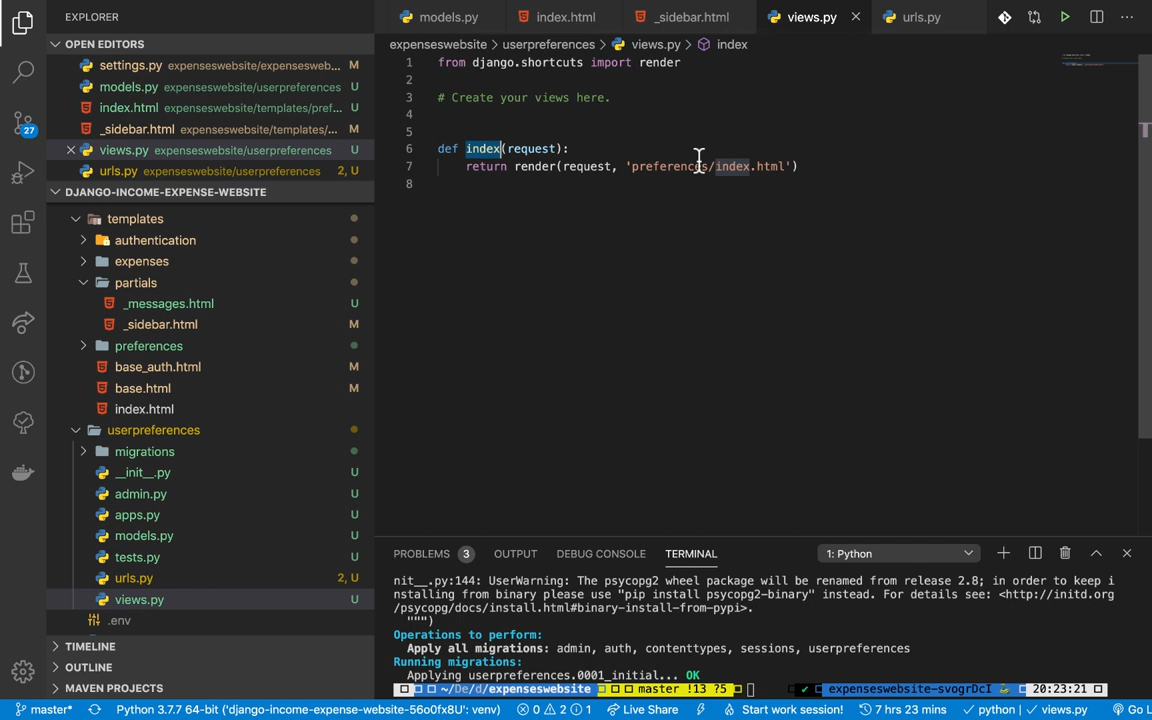 EXPLORER
OPEN EDITORS
settings.py expenseswebsite/expensesweb... M
models.py expenseswebsite/userpreferences U
index.html expenseswebsite/templates/pref... U
_sidebar.html expenseswebsite/templates/... M
views.py expenseswebsite/userpreferences U
urls.py expenseswebsite/userpreferences 2, U
DJANGO-INCOME-EXPENSE-WEBSITE
templates
authentication
expenses
partials
_messages.html U
_sidebar.html M
preferences
base_auth.html M
base.html M
index.html
userpreferences
migrations
__init__.py U
admin.py U
apps.py U
models.py U
tests.py U
urls.py 2, U
views.py U
.env
TIMELINE
OUTLINE
MAVEN PROJECTS
27
models.py index.html _sidebar.html views.py urls.py
expenseswebsite > userpreferences > views.py > index
1 from django.shortcuts import render
2
3 # Create your views here.
4
5
6 def index(request):
7 return render(request, 'preferences/index.html')
8
PROBLEMS 3 OUTPUT DEBUG CONSOLE TERMINAL 1: Python
nit__.py:144: UserWarning: The psycopg2 wheel package will be renamed from release 2.8; in order to keep i
nstalling from binary please use "pip install psycopg2-binary" instead. For details see: <http://initd.org
/psycopg/docs/install.html#binary-install-from-pypi>.
""")
Operations to perform:
Apply all migrations: admin, auth, contenttypes, sessions, userpreferences
Running migrations:
Applying userpreferences.0001_initial... OK
~/De/d/expenseswebsite master !13 ?5 ✔ expenseswebsite-svogrDcI 20:23:21
master* Python 3.7.7 64-bit ('django-income-expense-website-56o0fx8U': venv) 0 2 1 Live Share Start work session! 7 hrs 23 mins python | views.py Go L